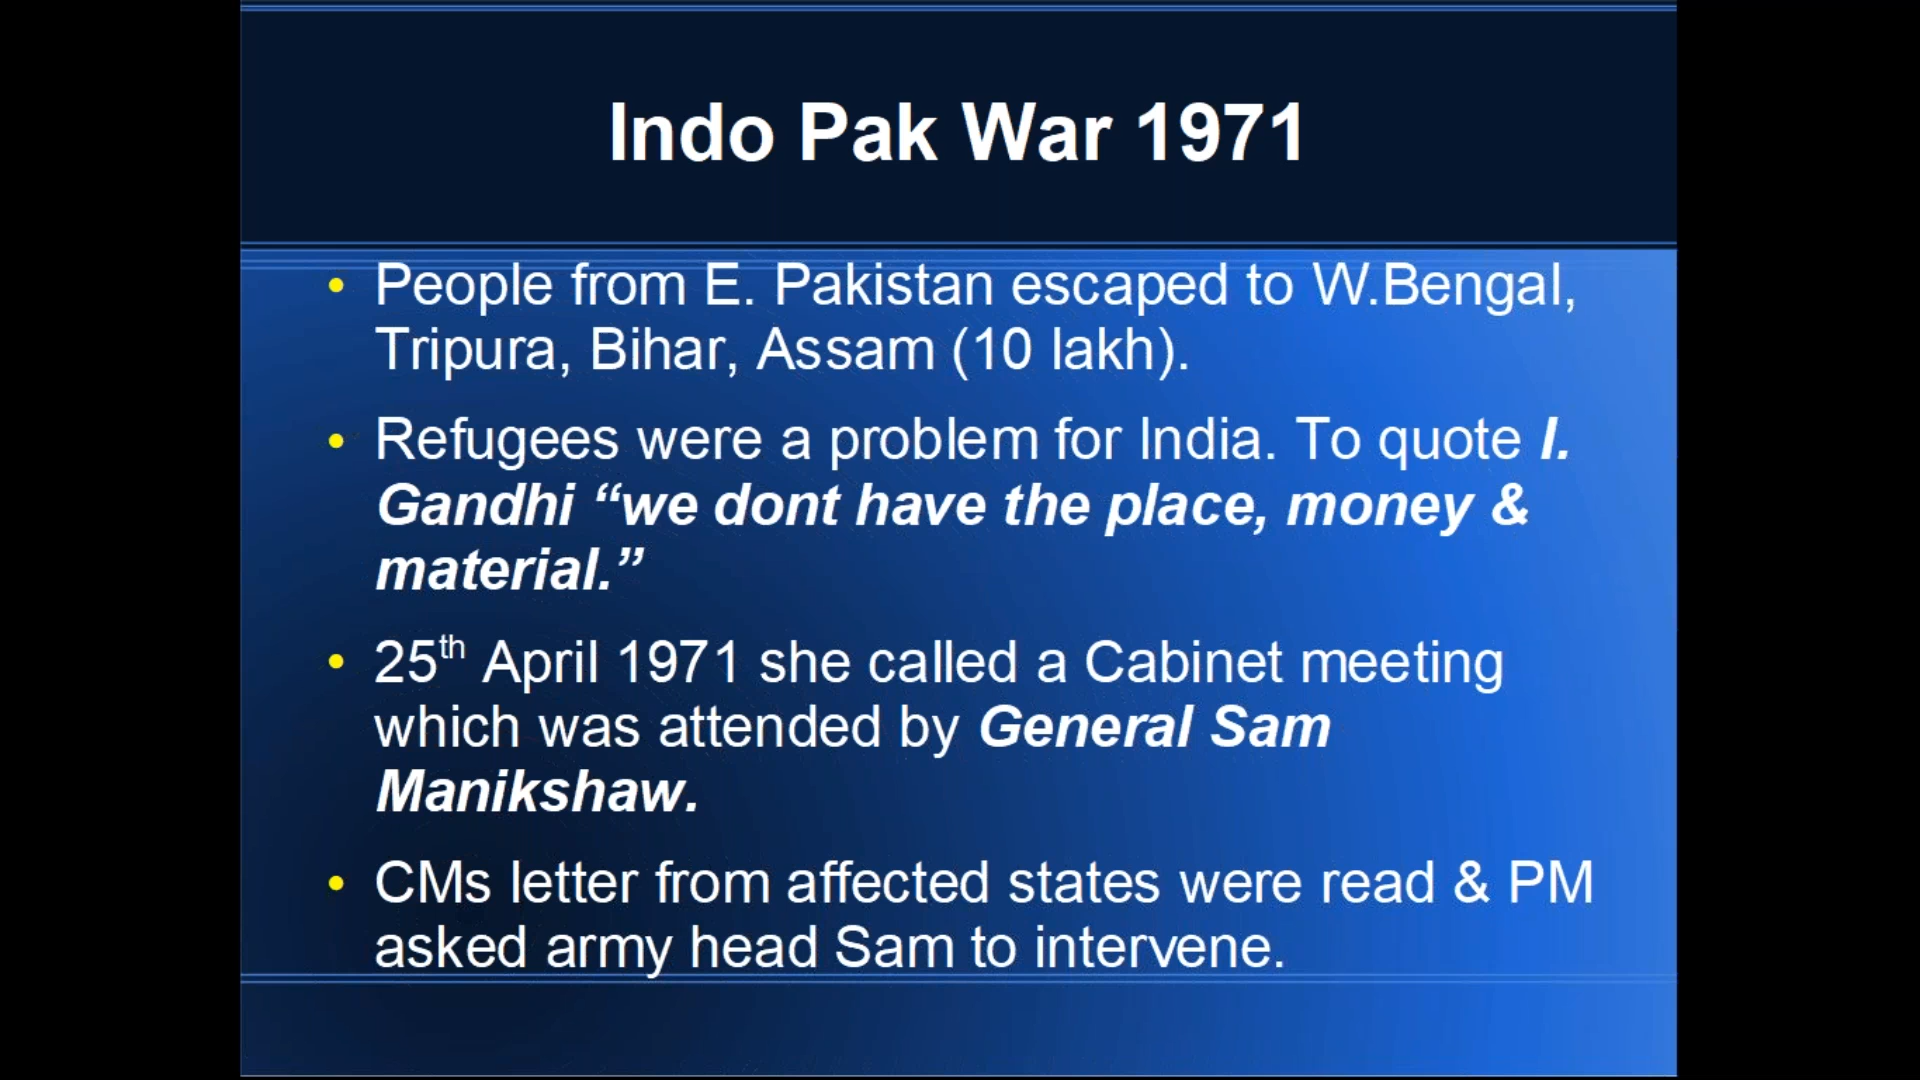 Indo Pak War 1971
• People from E. Pakistan escaped to W.Bengal,
Tripura, Bihar, Assam (10 lakh).
• Refugees were a problem for India. To quote I.
Gandhi “we dont have the place, money &
material.”
• 25th April 1971 she called a Cabinet meeting
which was attended by General Sam
Manikshaw.
• CMs letter from affected states were read & PM
asked army head Sam to intervene.